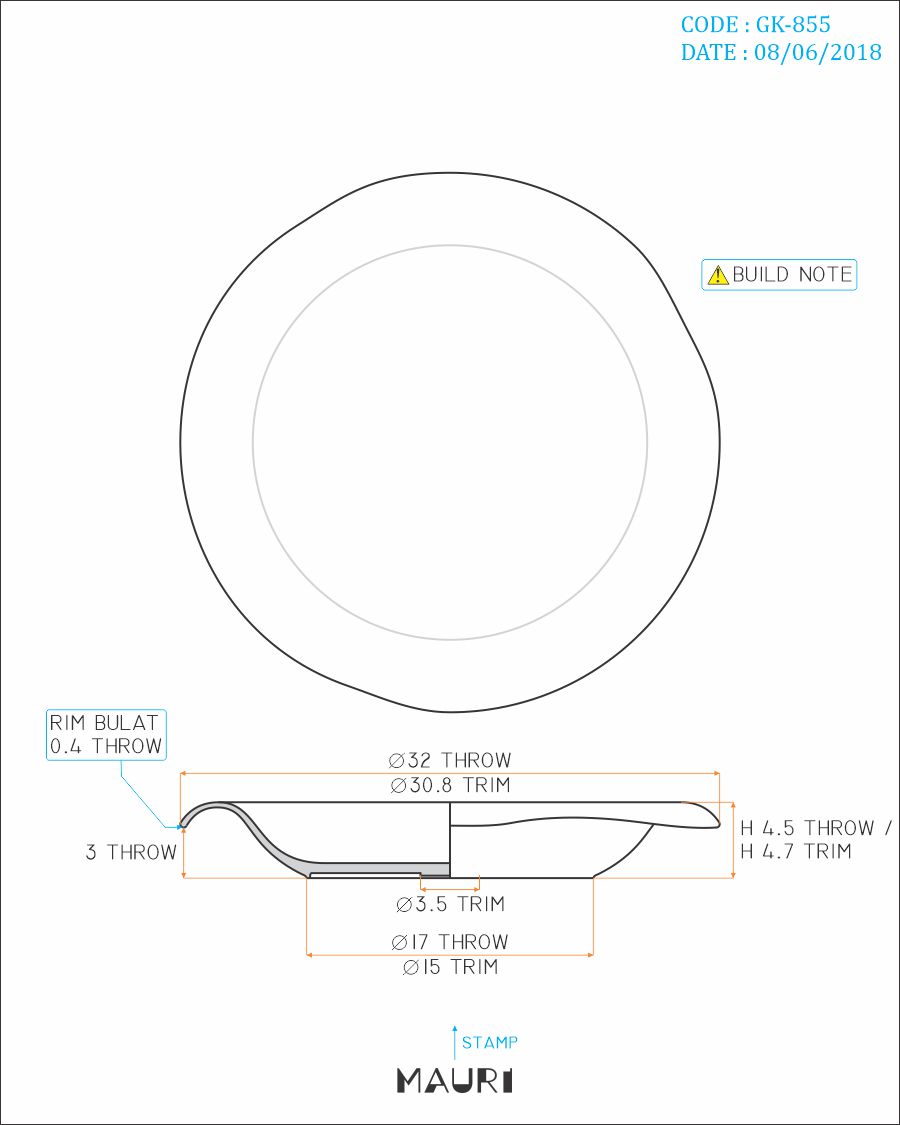 CODE : GK-855
DATE : 08/06/2018
BUILD NOTE
RIM BULAT
0.4 THROW
Ø32 THROW
Ø30.8 TRIM
3 THROW
H 4.5 THROW /
H 4.7 TRIM
Ø3.5 TRIM
Ø17 THROW
Ø15 TRIM
STAMP
MAURI